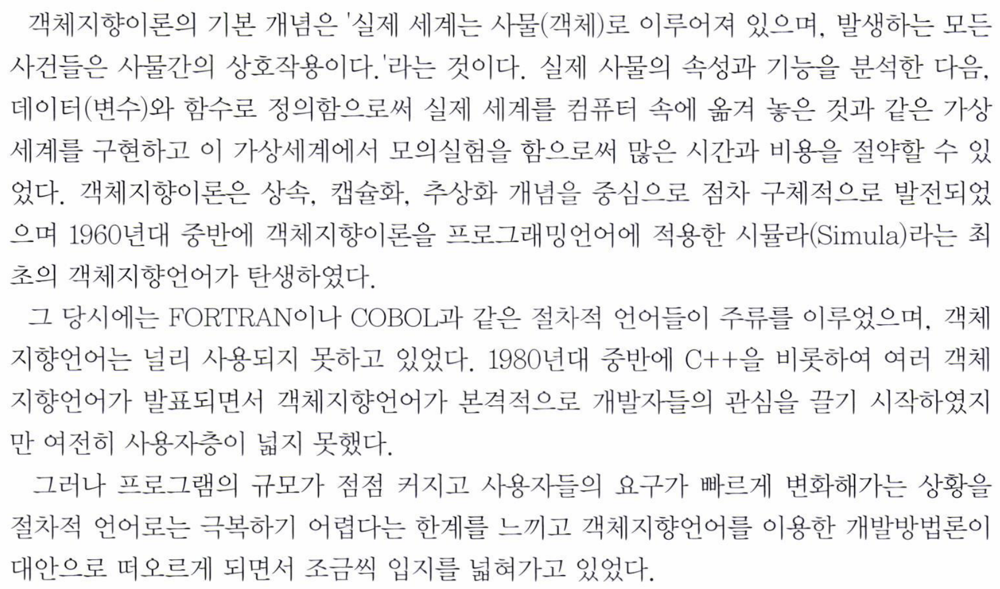 객체지향이론의 기본 개념은 '실제 세계는 사물(객체)로 이루어져 있으며, 발생하는 모든
사건들은 사물간의 상호작용이다.'라는 것이다. 실제 사물의 속성과 기능을 분석한 다음,
데이터(변수)와 함수로 정의함으로써 실제 세계를 컴퓨터 속에 옮겨 놓은 것과 같은 가상
세계를 구현하고 이 가상세계에서 모의실험을 함으로써 많은 시간과 비용을 절약할 수 있
었다. 객체지향이론은 상속, 캡슐화, 추상화 개념을 중심으로 점차 구체적으로 발전되었
으며 1960년대 중반에 객체지향이론을 프로그래밍언어에 적용한 시뮬라(Simula)라는 최
초의 객체지향언어가 탄생하였다.
그 당시에는 FORTRAN이나 COBOL과 같은 절차적 언어들이 주류를 이루었으며, 객체
지향언어는 널리 사용되지 못하고 있었다. 1980년대 중반에 C++을 비롯하여 여러 객체
지향언어가 발표되면서 객체지향언어가 본격적으로 개발자들의 관심을 끌기 시작하였지
만 여전히 사용자층이 넓지 못했다.
그러나 프로그램의 규모가 점점 커지고 사용자들의 요구가 빠르게 변화해가는 상황을
절차적 언어로는 극복하기 어렵다는 한계를 느끼고 객체지향언어를 이용한 개발방법론이
대안으로 떠오르게 되면서 조금씩 입지를 넓혀가고 있었다.